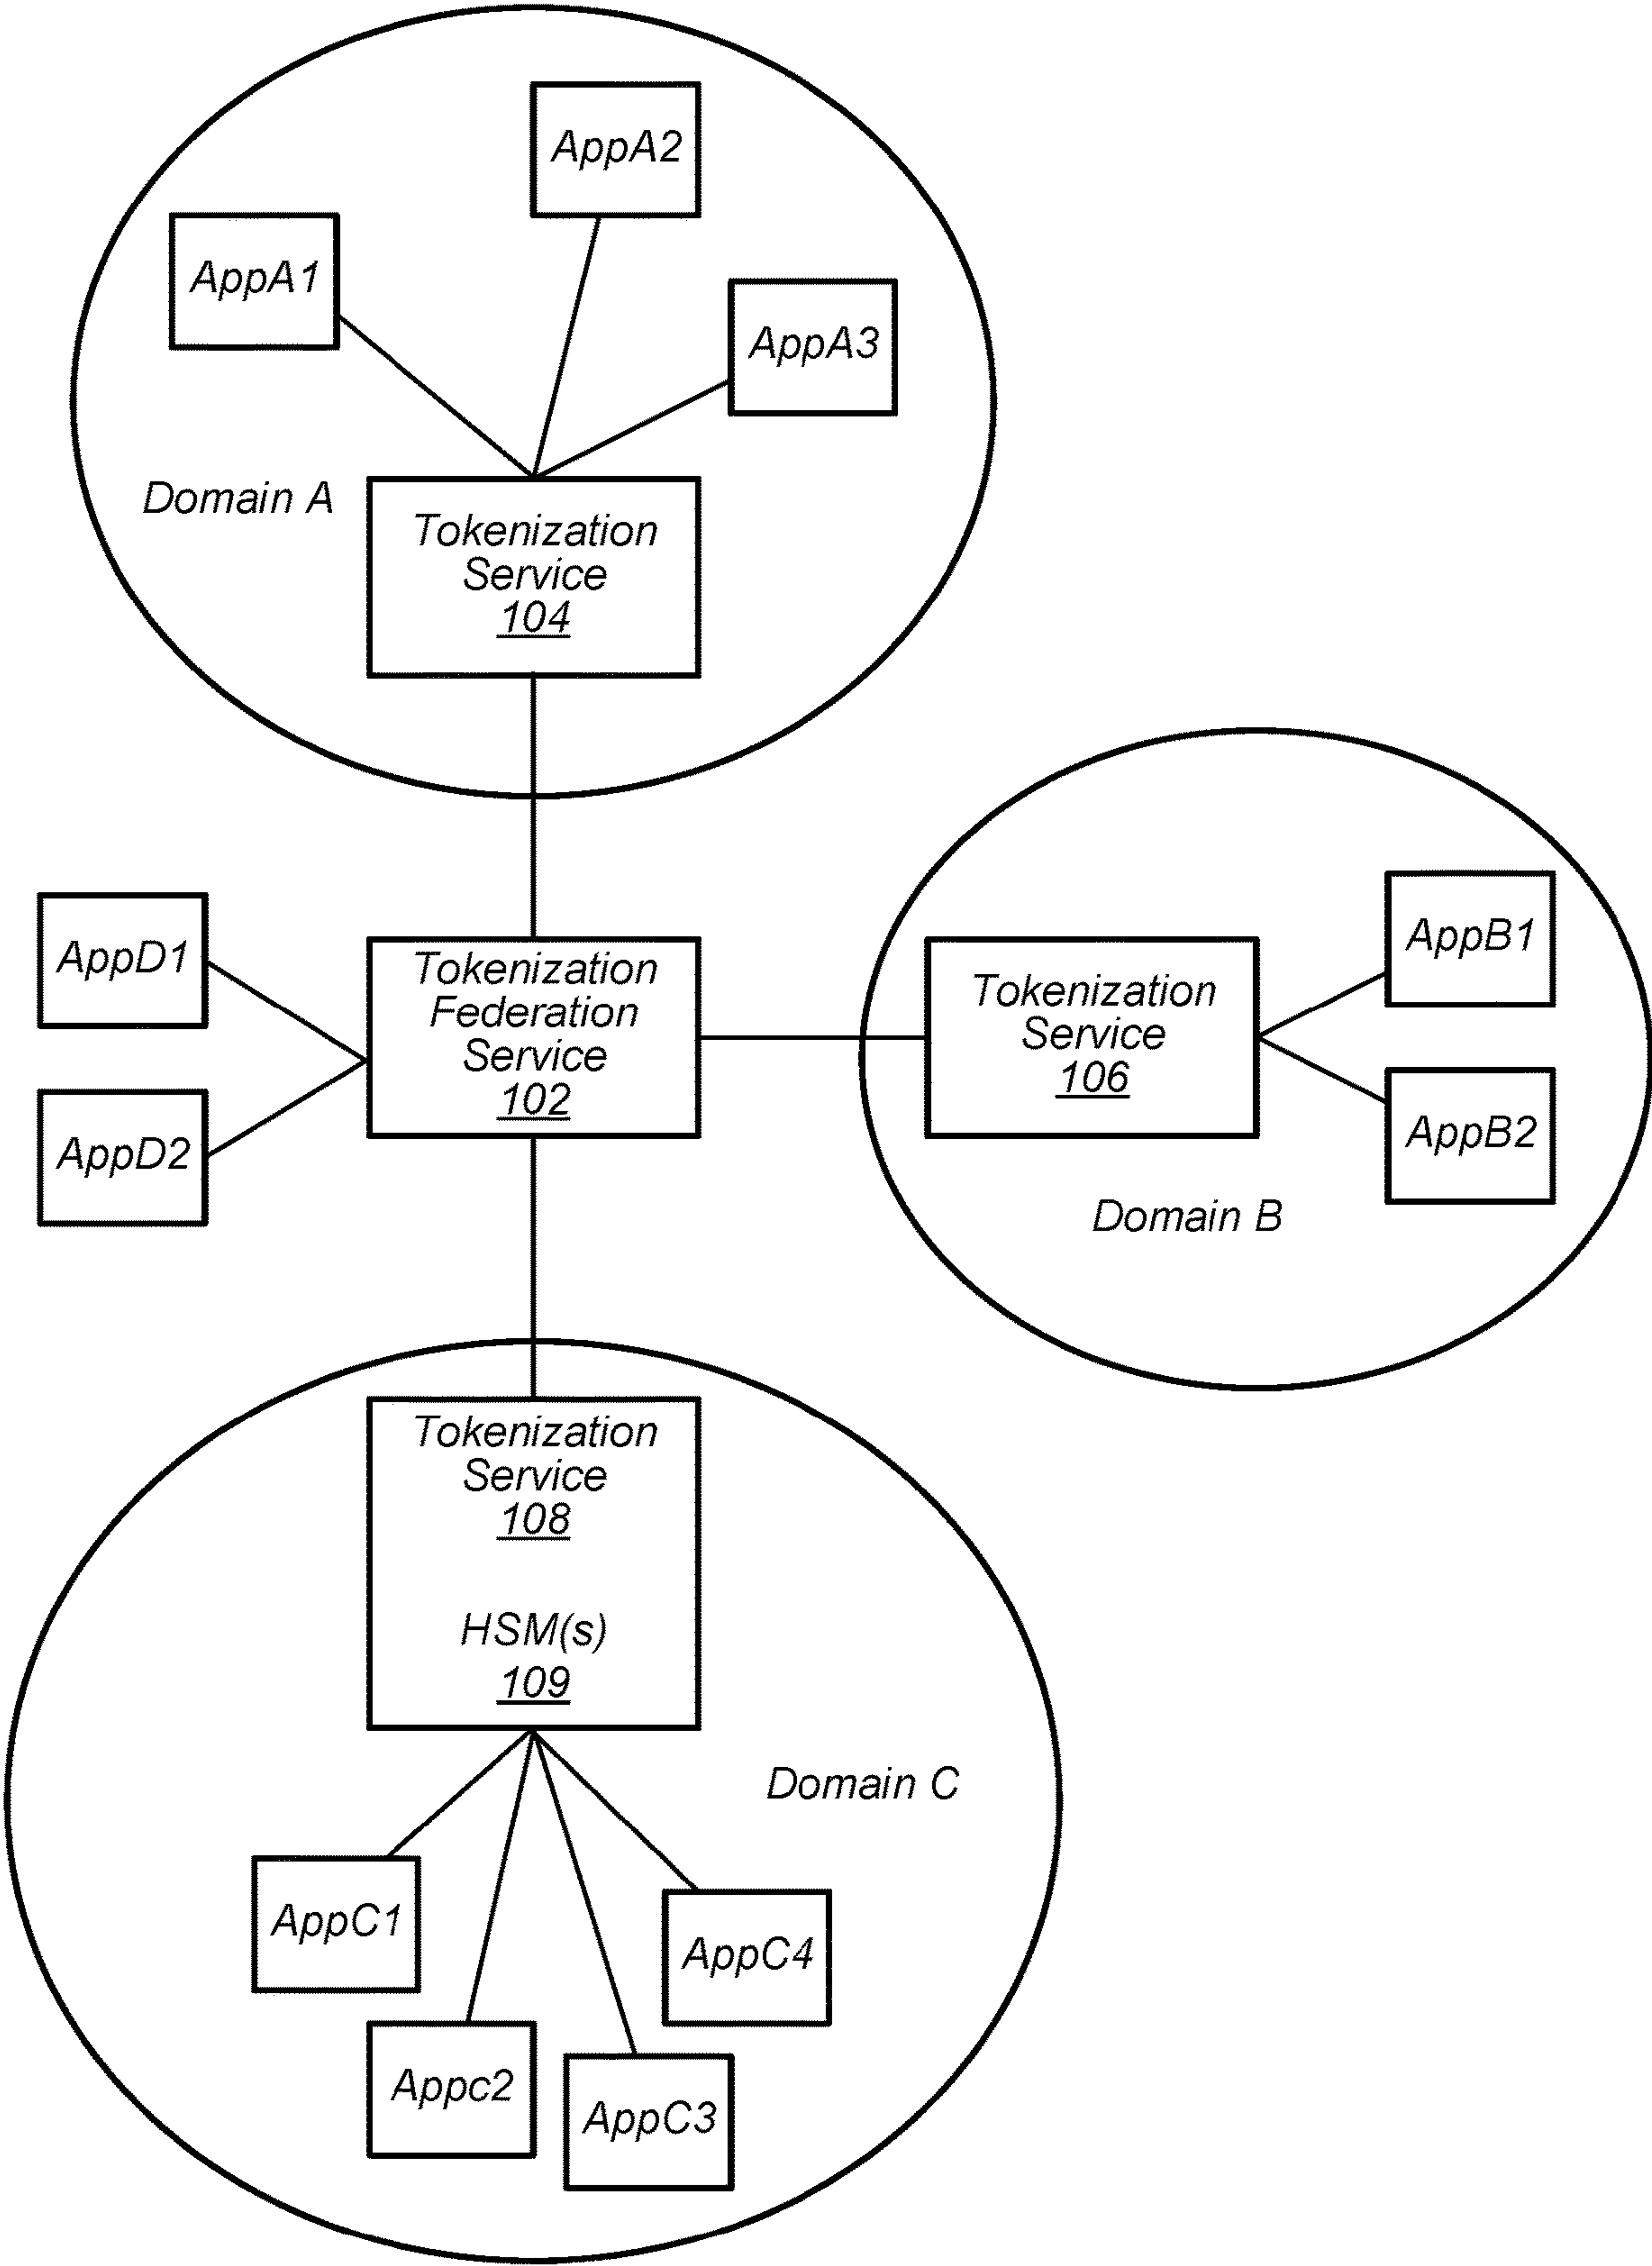 AppA2
AppA1
AppA3
Domain A
Tokenization
Service
104
AppD1
AppD2
Tokenization
Federation
Service
102
Tokenization
Service
106
AppB1
AppB2
Domain B
Tokenization
Service
108
HSM(s)
109
Domain C
AppC1
AppC4
Appc2
AppC3